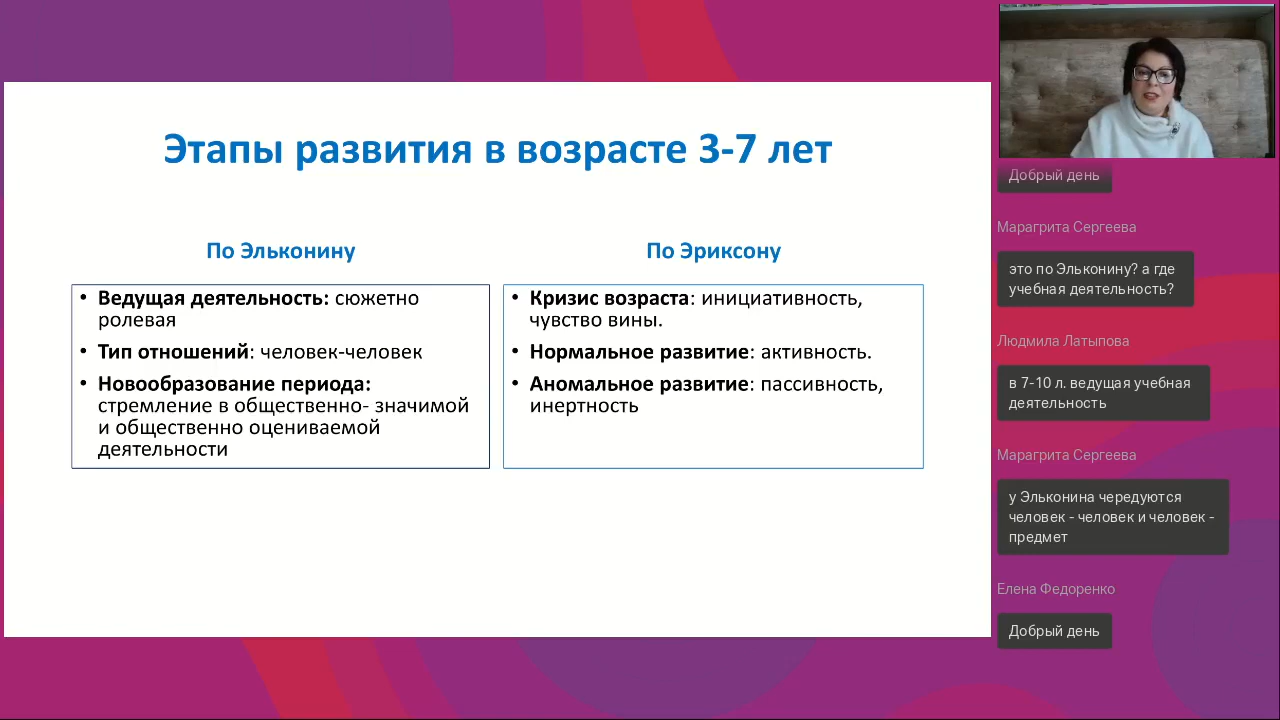 Этапы развития в возрасте 3-7 лет
По Эльконину
• Ведущая деятельность: сюжетно
ролевая
• Тип отношений: человек-человек
• Новообразование периода:
стремление в общественно- значимой
и общественно оцениваемой
деятельности
По Эриксону
• Кризис возраста: инициативность,
чувство вины.
• Нормальное развитие: активность.
• Аномальное развитие: пассивность,
инертность
Добрый день
Марагрита Сергеева
это по Эльконину? а где
учебная деятельность?
Людмила Латыпова
в 7-10 л. ведущая учебная
деятельность
Марагрита Сергеева
у Эльконина чередуются
человек - человек и человек -
предмет
Елена Федоренко
Добрый день